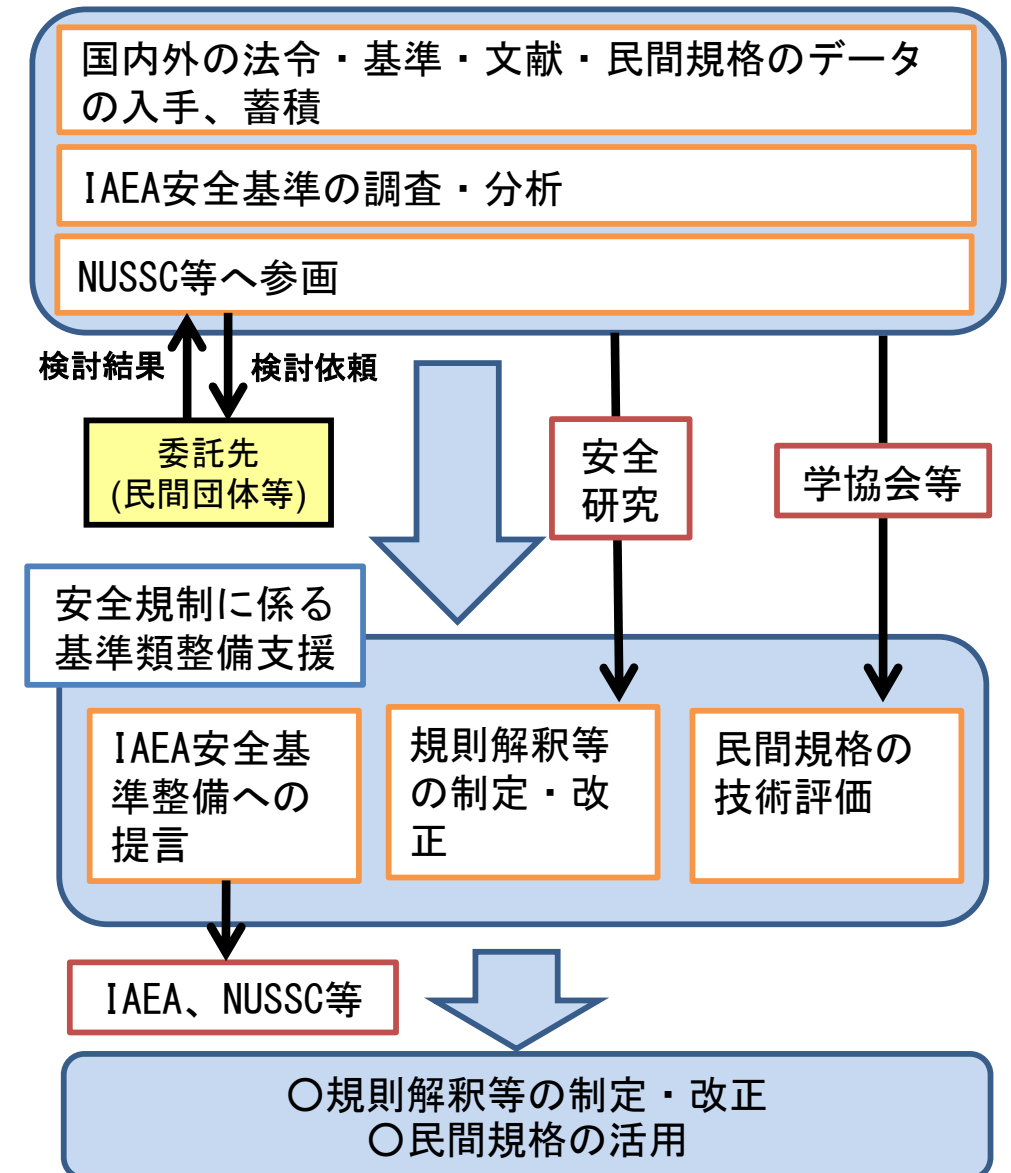 国内外の法令・基準・文献・民間規格のデータ
の入手、蓄積
IAEA安全基準の調査・分析
NUSSC等へ参画
検討結果
検討依頼
委託先
(民間団体等)
安全
研究
学協会等
安全規制に係る
基準類整備支援
IAEA安全基
準整備への
提言
規則解釈等
の制定・改
正
民間規格の
技術評価
IAEA、NUSSC等
〇規則解釈等の制定・改正
〇民間規格の活用